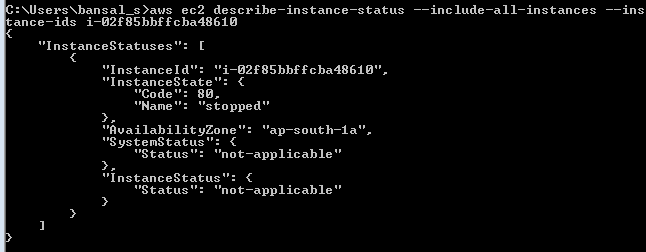 C:\Users\bansal_s>aws ec2 describe-instance-status --include-all-instances --ins
tance-ids i-02f85bbffcba48610
{
    "InstanceStatuses": [
        {
            "InstanceId": "i-02f85bbffcba48610",
            "InstanceState": {
                "Code": 80,
                "Name": "stopped"
            },
            "AvailabilityZone": "ap-south-1a",
            "SystemStatus": {
                "Status": "not-applicable"
            },
            "InstanceStatus": {
                "Status": "not-applicable"
            }
        }
    ]
}